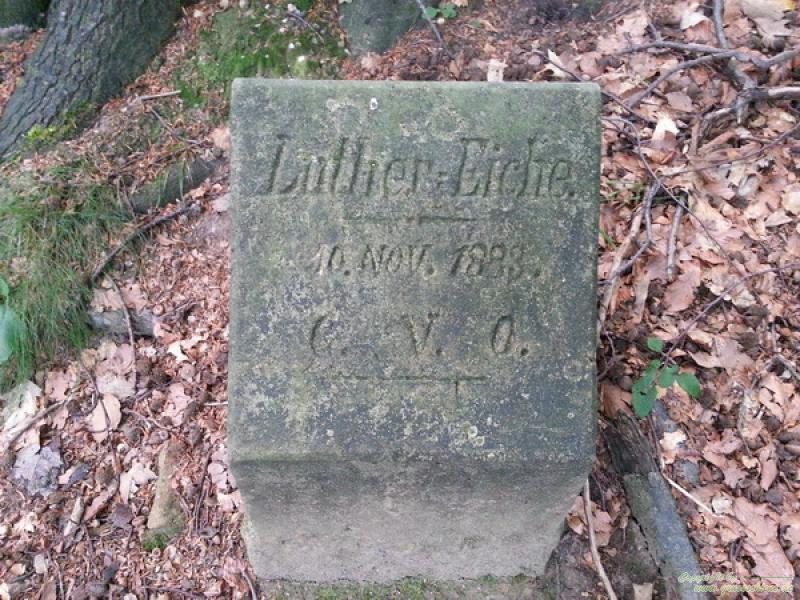 Luther-Eiche.
10. NOV. 1883.
G. V. O.